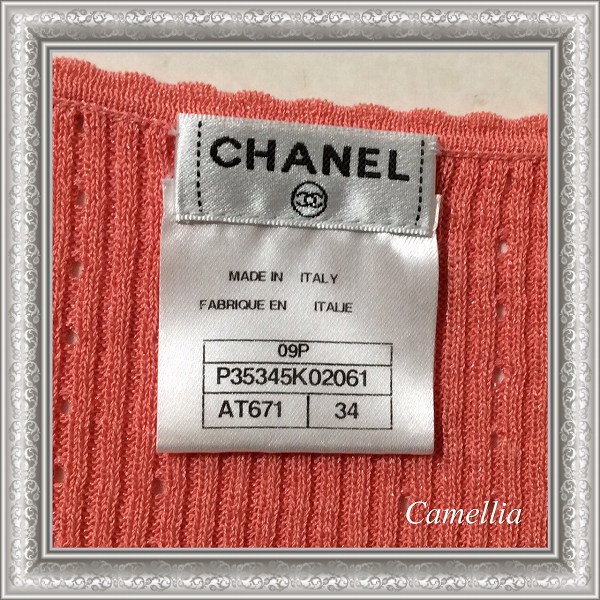 CHANEL
MADE IN ITALY
FABRIQUE EN ITALIE
09P
P35345K02061
AT671 34
Camellia